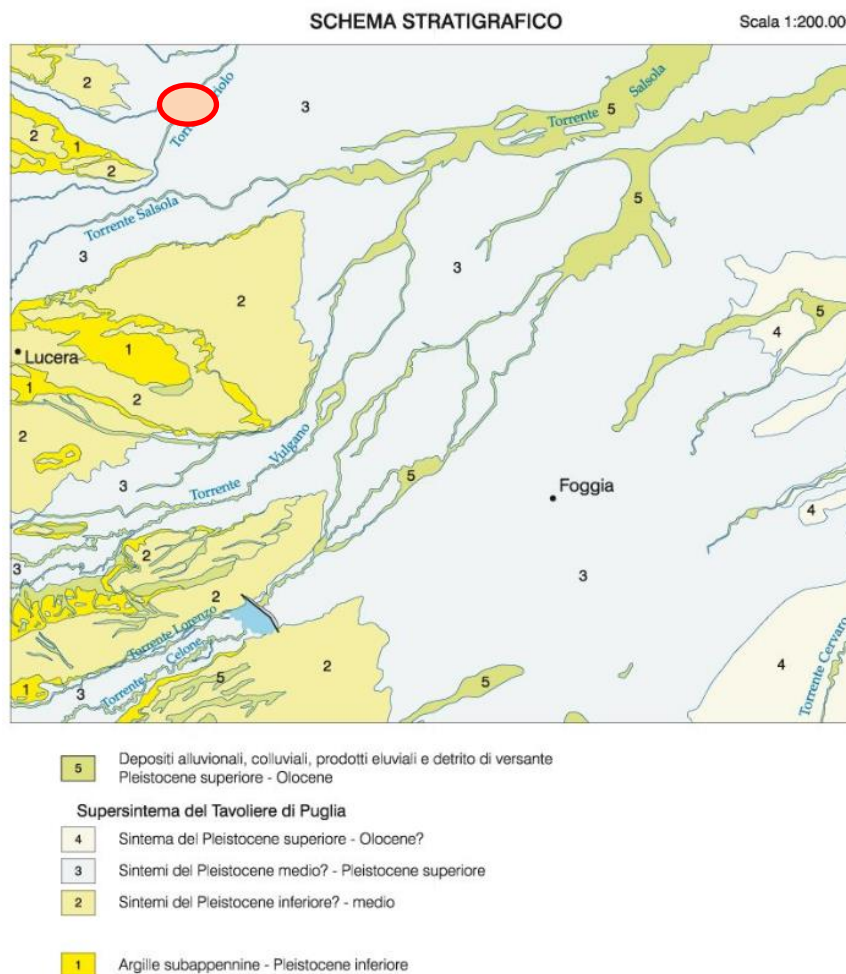 SCHEMA STRATIGRAFICO
Scala 1:200.00
2
3
5
Torrente Salsola
2
1
2
5
Torrente Salsola
3
3
2
5
4
1
Lucera
1
2
2
Torrente Vulgano
3
5
Foggia
4
2
3
3
2
Torrente Lorenzo
Torrente Celone
2
4
Torrente Cervaro
1
3
5
5
5 Depositi alluvionali, colluviali, prodotti eluviali e detrito di versante
Pleistocene superiore - Olocene
Supersintema del Tavoliere di Puglia
4 Sintema del Pleistocene superiore - Olocene?
3 Sintemi del Pleistocene medio? - Pleistocene superiore
2 Sintemi del Pleistocene inferiore? - medio
1 Argille subappennine - Pleistocene inferiore